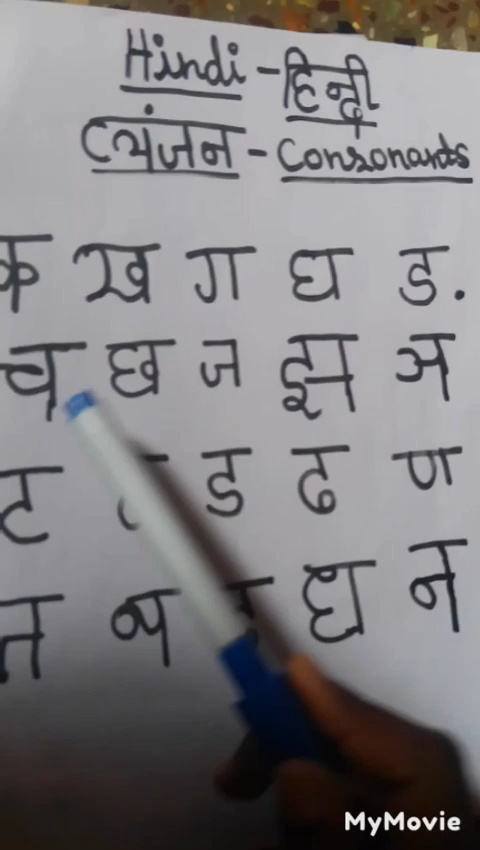 Hindi - हिन्दी
व्यंजन - Consonants
क ख ग घ ड.
च छ ज झ ञ
ट ड ढ ण
त थ ध न
MyMovie